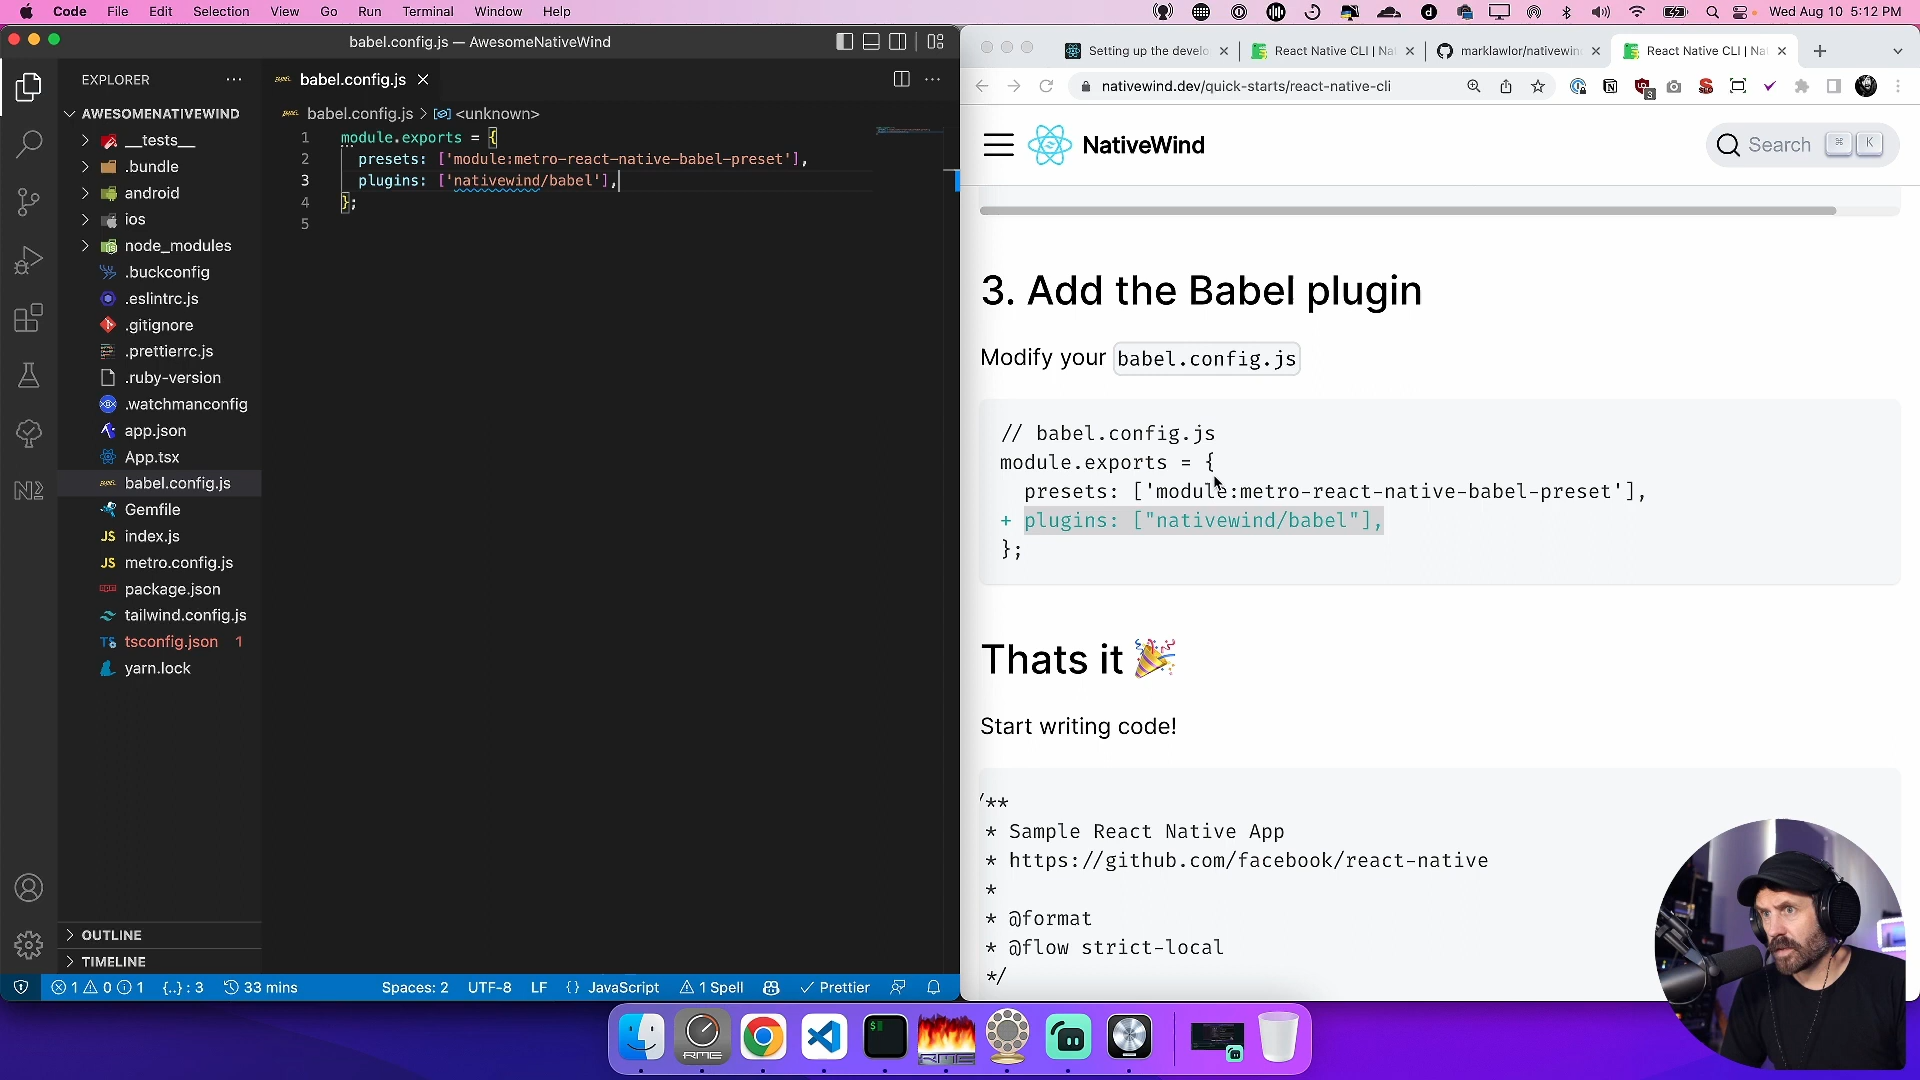 Code File Edit Selection View Go Run Terminal Window Help
Wed Aug 10 5:12 PM
babel.config.js — AwesomeNativeWind
EXPLORER
AWESOMENATIVEWIND
__tests__
.bundle
android
ios
node_modules
.buckconfig
.eslintrc.js
.gitignore
.prettierrc.js
.ruby-version
.watchmanconfig
app.json
App.tsx
babel.config.js
Gemfile
index.js
metro.config.js
package.json
tailwind.config.js
tsconfig.json 1
yarn.lock
OUTLINE
TIMELINE
babel.config.js
babel.config.js > <unknown>
1 module.exports = {
2 presets: ['module:metro-react-native-babel-preset'],
3 plugins: ['nativewind/babel'],
4 };
5
1 0 1 {..} : 3 33 mins Spaces: 2 UTF-8 LF {} JavaScript 1 Spell Prettier
Setting up the develo
React Native CLI | Nat
marklawlor/nativewin
React Native CLI | Na
nativewind.dev/quick-starts/react-native-cli
NativeWind
Search ⌘ K
3. Add the Babel plugin
Modify your babel.config.js
// babel.config.js
module.exports = {
presets: ['module:metro-react-native-babel-preset'],
+ plugins: ["nativewind/babel"],
};
Thats it 🎉
Start writing code!
/**
* Sample React Native App
* https://github.com/facebook/react-native
*
* @format
* @flow strict-local
*/
RME
RME